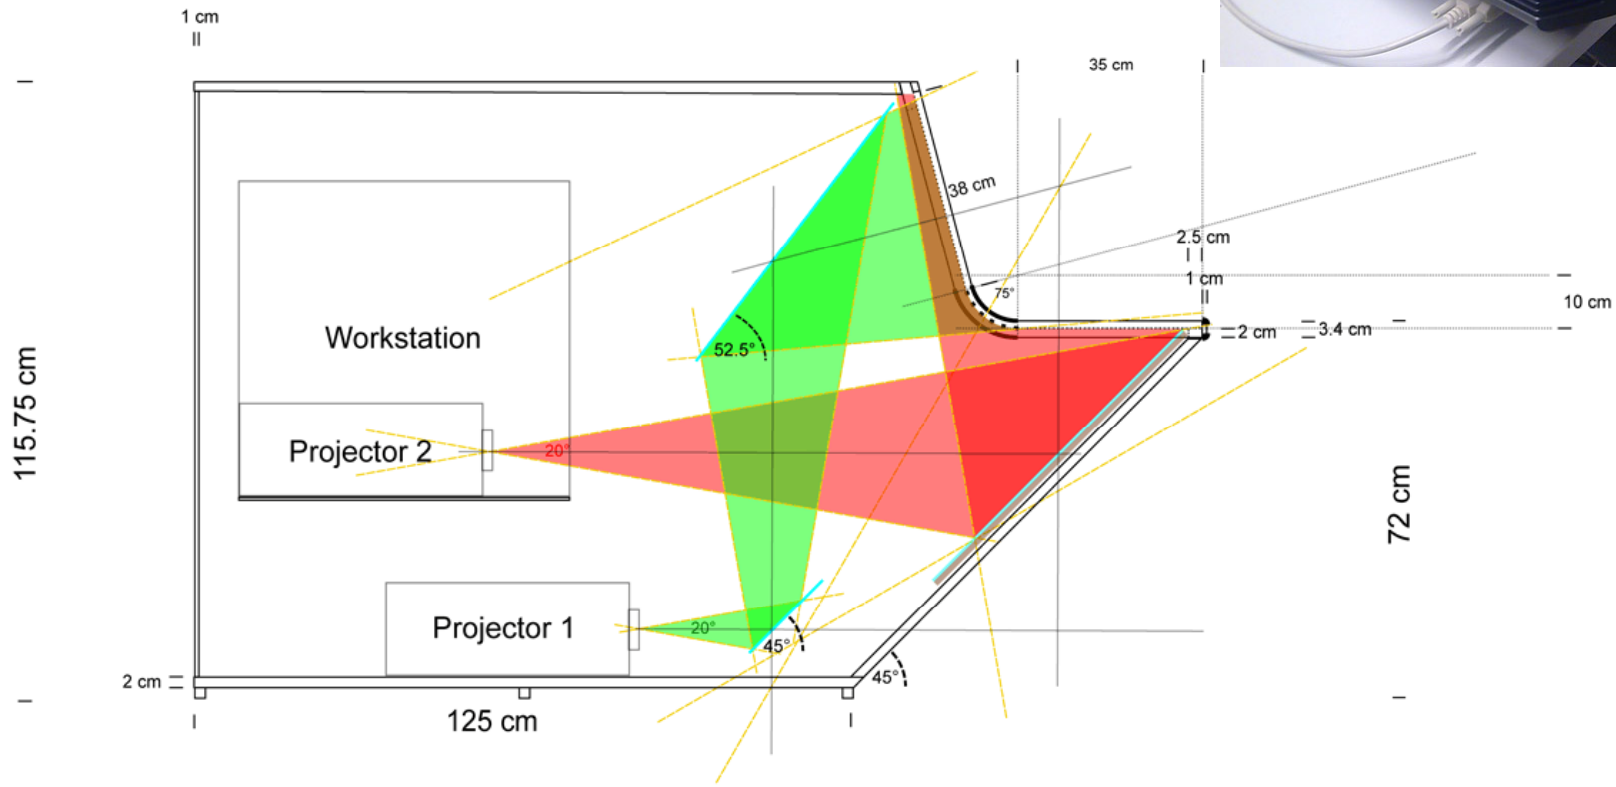 1 cm
35 cm
38 cm
2.5 cm
75°
1 cm
10 cm
2 cm
3.4 cm
Workstation
52.5°
115.75 cm
Projector 2
20°
72 cm
Projector 1
20°
45°
45°
2 cm
125 cm